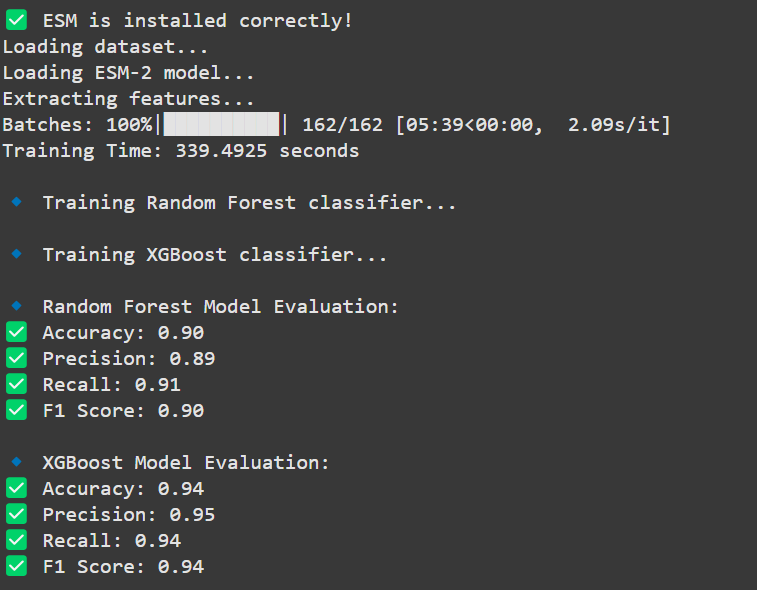 ✅ ESM is installed correctly!
Loading dataset...
Loading ESM-2 model...
Extracting features...
Batches: 100%|██████████| 162/162 [05:39<00:00,  2.09s/it]
Training Time: 339.4925 seconds
🔹 Training Random Forest classifier...
🔹 Training XGBoost classifier...
🔹 Random Forest Model Evaluation:
✅ Accuracy: 0.90
✅ Precision: 0.89
✅ Recall: 0.91
✅ F1 Score: 0.90
🔹 XGBoost Model Evaluation:
✅ Accuracy: 0.94
✅ Precision: 0.95
✅ Recall: 0.94
✅ F1 Score: 0.94